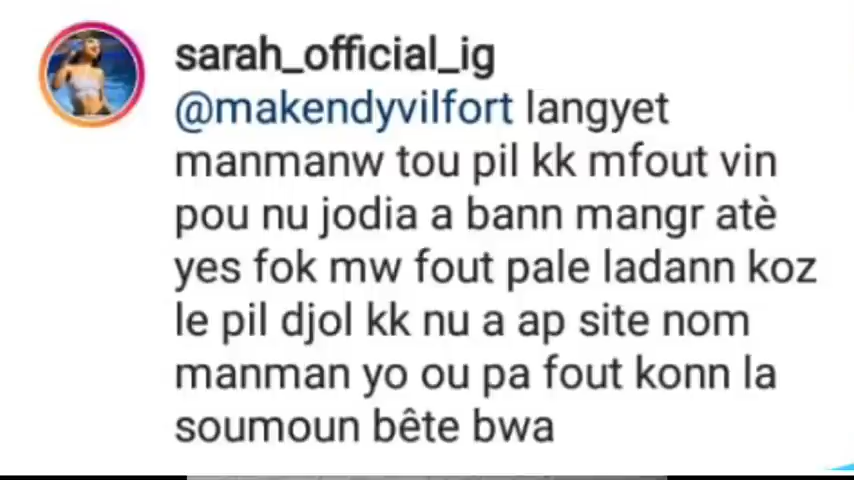 sarah_official_ig
@makendyvilfort langyet
manmanw tou pil kk mfout vin
pou nu jodia a bann mangr atè
yes fok mw fout pale ladann koz
le pil djol kk nu a ap site nom
manman yo ou pa fout konn la
soumoun bête bwa